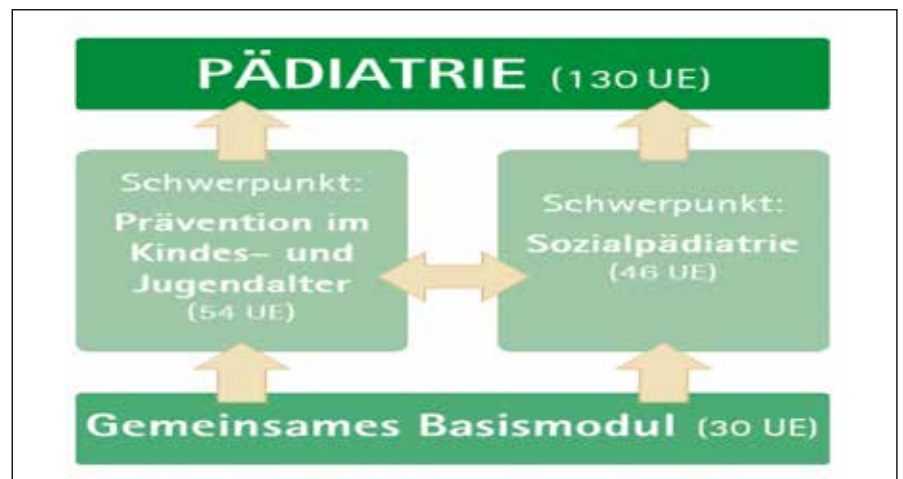 PÄDIATRIE (130 UE)
Schwerpunkt:
Prävention im
Kindes- und
Jugendalter
(54 UE)
Schwerpunkt:
Sozialpädiatrie
(46 UE)
Gemeinsames Basismodul (30 UE)